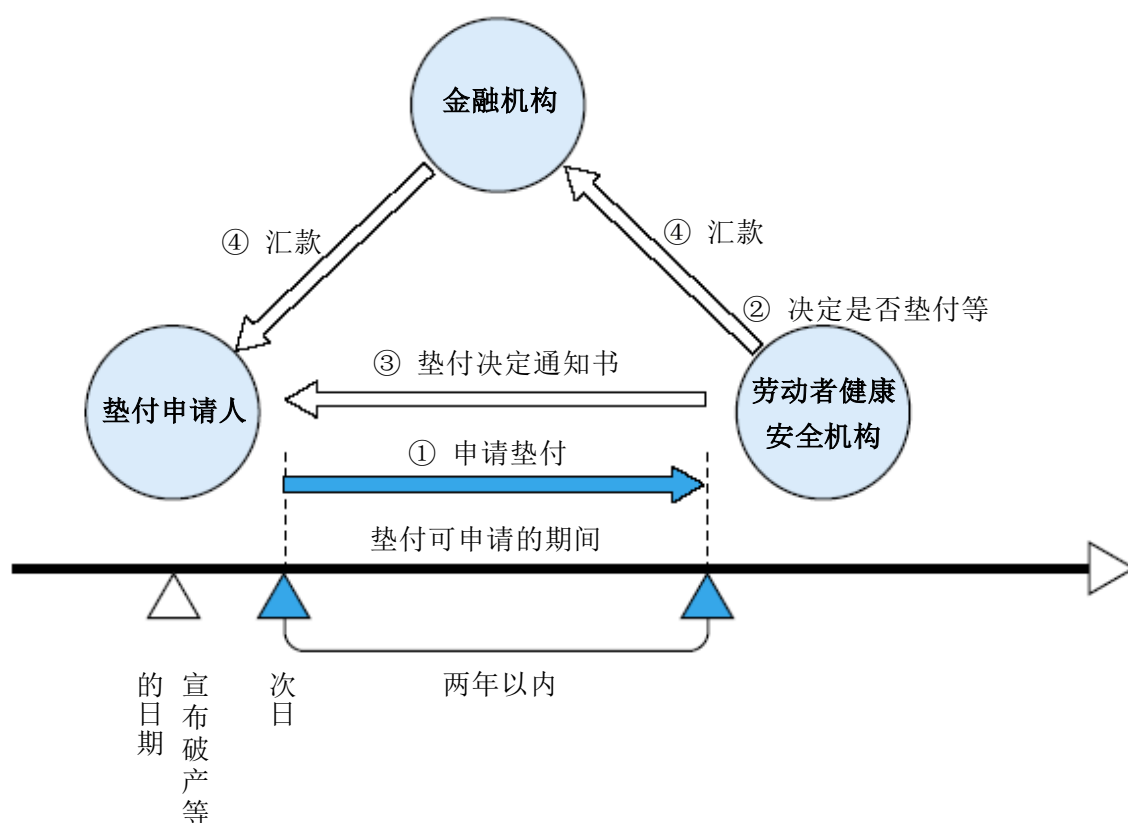 金融机构
④ 汇款
④ 汇款
② 决定是否垫付等
③ 垫付决定通知书
垫付申请人
劳动者健康
安全机构
① 申请垫付
垫付可申请的期间
宣布破产等
的日期
次日
两年以内